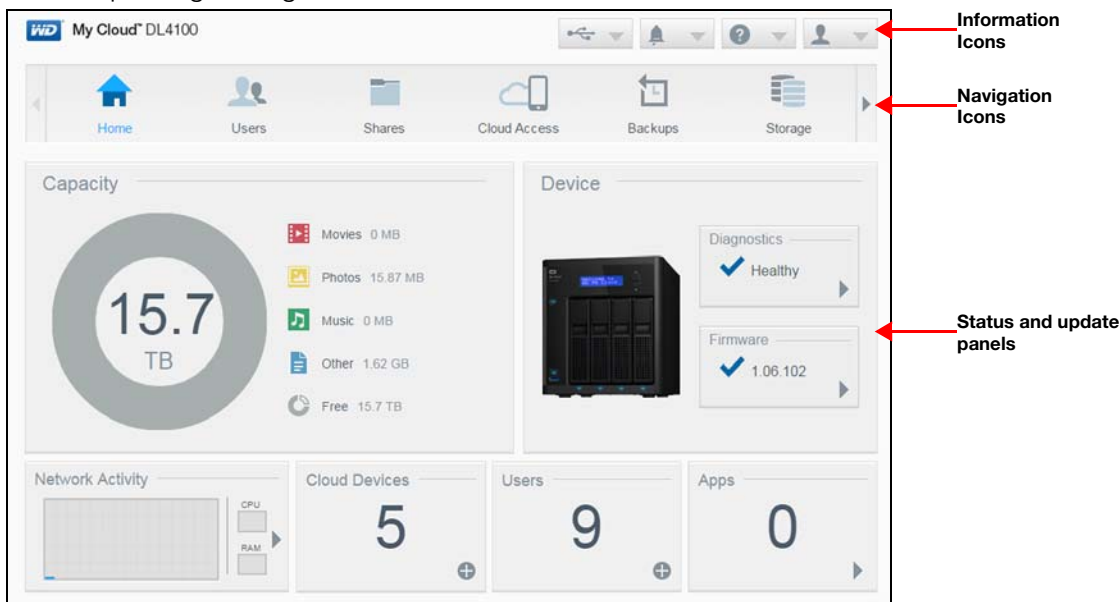 WD My Cloud™ DL4100
Information
Icons
Home
Users
Shares
Cloud Access
Backups
Storage
Navigation
Icons
Capacity
15.7
TB
Movies 0 MB
Photos 15.87 MB
Music 0 MB
Other 1.62 GB
Free 15.7 TB
Device
Diagnostics
Healthy
Firmware
1.06.102
Status and update
panels
Network Activity
CPU
RAM
Cloud Devices
5
Users
9
Apps
0